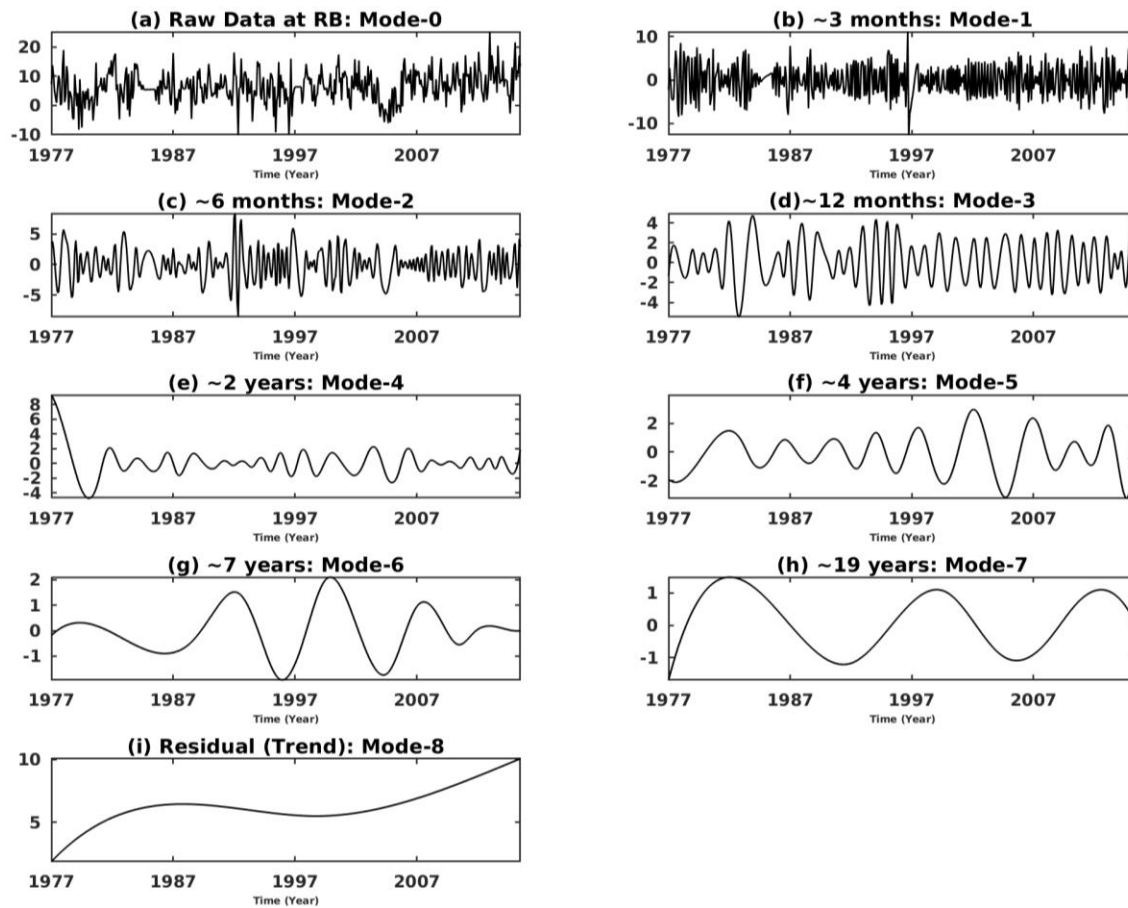 (a) Raw Data at RB: Mode-0
20
10
0
-10
1977 1987 1997 2007
Time (Year)
(b) ~3 months: Mode-1
10
0
-10
1977 1987 1997 2007
Time (Year)
(c) ~6 months: Mode-2
5
0
-5
1977 1987 1997 2007
Time (Year)
(d)~12 months: Mode-3
4
2
0
-2
-4
1977 1987 1997 2007
Time (Year)
(e) ~2 years: Mode-4
8
6
4
2
0
-2
-4
1977 1987 1997 2007
Time (Year)
(f) ~4 years: Mode-5
2
0
-2
1977 1987 1997 2007
Time (Year)
(g) ~7 years: Mode-6
2
1
0
-1
1977 1987 1997 2007
Time (Year)
(h) ~19 years: Mode-7
1
0
-1
1977 1987 1997 2007
Time (Year)
(i) Residual (Trend): Mode-8
10
5
1977 1987 1997 2007
Time (Year)